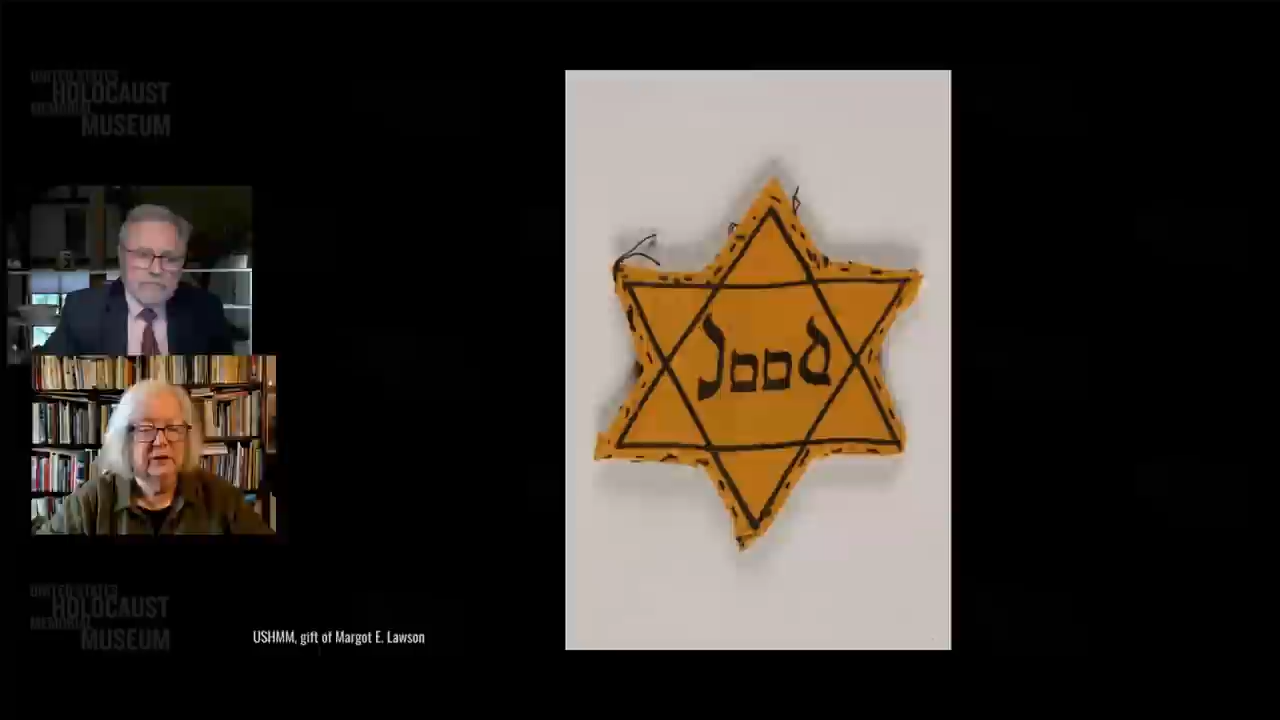 UNITED STATES
HOLOCAUST
MEMORIAL
MUSEUM
Jood
UNITED STATES
HOLOCAUST
MEMORIAL
MUSEUM
USHMM, gift of Margot E. Lawson